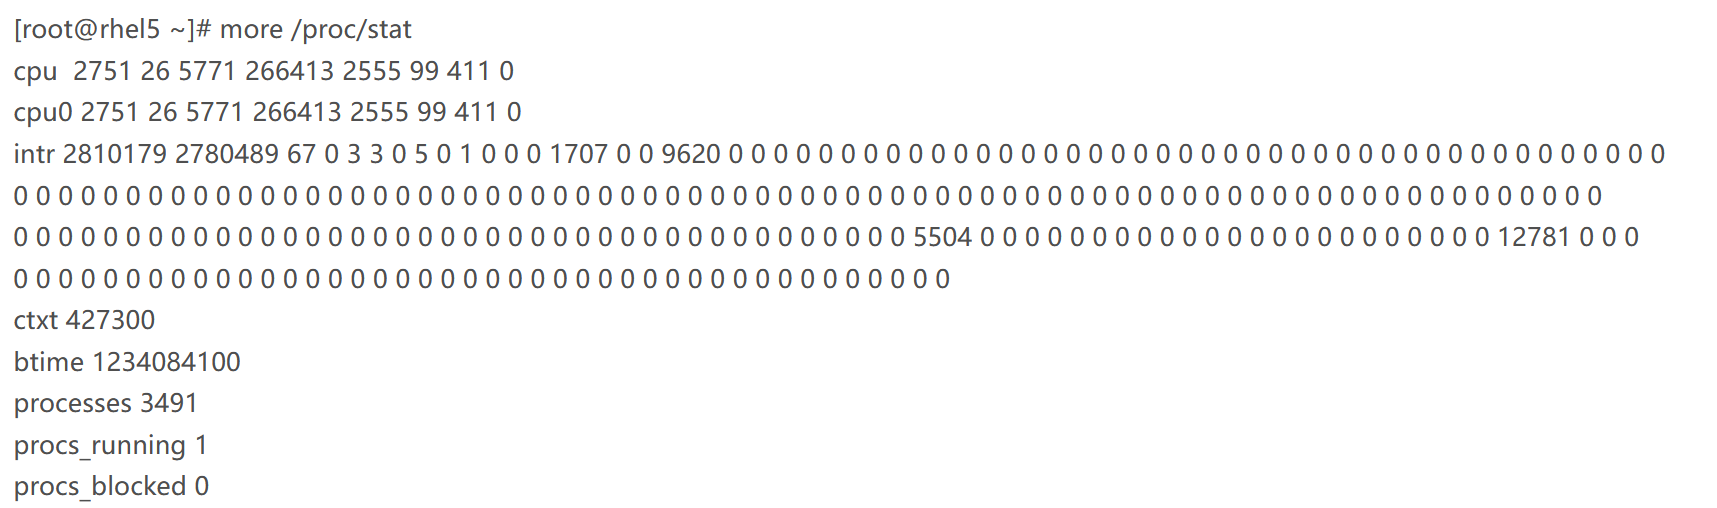 [root@rhel5 ~]# more /proc/stat
cpu  2751 26 5771 266413 2555 99 411 0
cpu0 2751 26 5771 266413 2555 99 411 0
intr 2810179 2780489 67 0 3 3 0 5 0 1 0 0 0 1707 0 0 9620 0 0 0 0 0 0 0 0 0 0 0 0 0 0 0 0 0 0 0 0 0 0 0 0 0 0 0 0 0 0 0 0 0 0 0 0 0 0 0 0 0 0
0 0 0 0 0 0 0 0 0 0 0 0 0 0 0 0 0 0 0 0 0 0 0 0 0 0 0 0 0 0 0 0 0 0 0 0 0 0 0 0 0 0 0 0 0 0 0 0 0 0 0 0 0 0 0 0 0 0 0 0 0 0 0 0 0 0 0 0 0 0 0
0 0 0 0 0 0 0 0 0 0 0 0 0 0 0 0 0 0 0 0 0 0 0 0 0 0 0 0 0 0 0 0 0 0 0 0 0 0 0 0 5504 0 0 0 0 0 0 0 0 0 0 0 0 0 0 0 0 0 0 0 0 0 0 0 12781 0 0 0
0 0 0 0 0 0 0 0 0 0 0 0 0 0 0 0 0 0 0 0 0 0 0 0 0 0 0 0 0 0 0 0 0 0 0 0 0 0 0 0 0 0
ctxt 427300
btime 1234084100
processes 3491
procs_running 1
procs_blocked 0